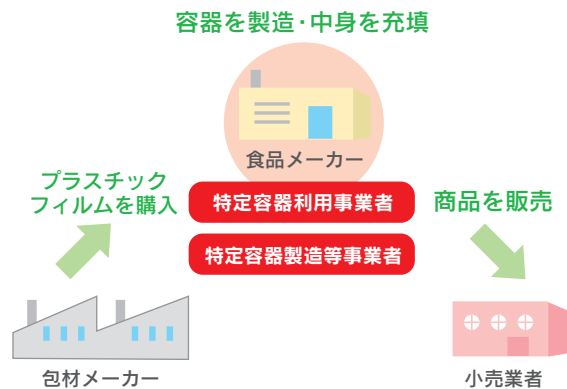 容器を製造・中身を充填
食品メーカー
プラスチック
フィルムを購入
特定容器利用事業者
商品を販売
特定容器製造等事業者
包材メーカー
小売業者